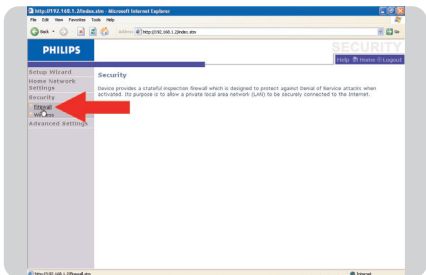 http://192.168.1.2/index.stm - Microsoft Internet Explorer
File Edit View Favorites Tools Help
Back
Address http://192.168.1.2/index.stm
Go
PHILIPS
SECURITY
Help Home Logout
Setup Wizard
Home Network
Settings
Security
Firewall
Wireless
Advanced Settings
Security
Device provides a stateful inspection firewall which is designed to protect against Denial of Service attacks when
activated. Its purpose is to allow a private local area network (LAN) to be securely connected to the Internet.
http://192.168.1.2/firewall.stm
Internet